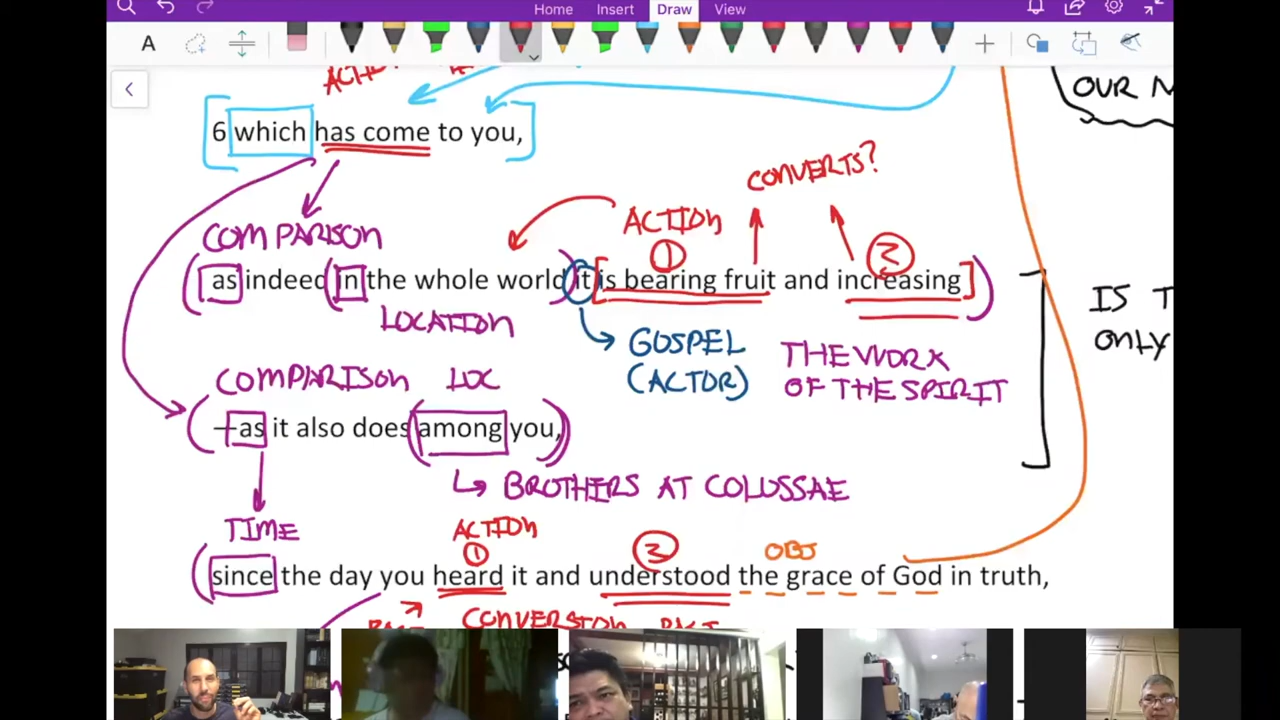 Home Insert Draw View
A
OUR
6 which has come to you,
CONVERTS?
ACTION
COMPARISON
1 2
as indeed in the whole world it is bearing fruit and increasing
LOCATION
IS
ONLY
GOSPEL
(ACTOR)
THE WORK
OF THE SPIRIT
COMPARISON LOC
—as it also does among you,
BROTHERS AT COLOSSAE
TIME
ACTION
1 2 OBJ
since the day you heard it and understood the grace of God in truth,
CONVERSION